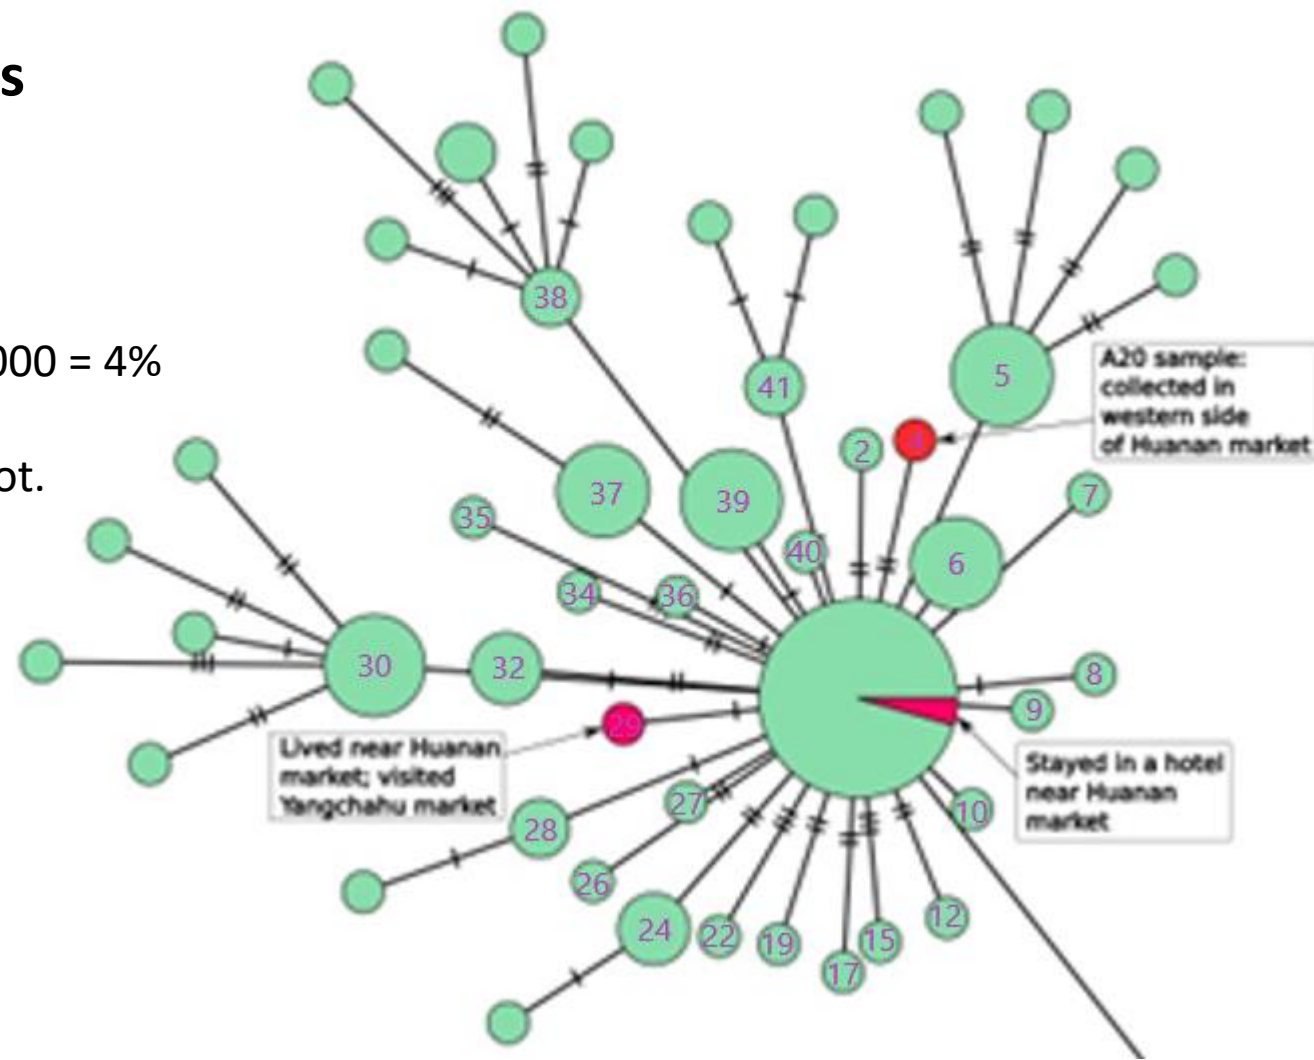 s
000 = 4%
ot.
38
41
5
A20 sample:
collected in
western side
of Huanan market
2
4
37
39
7
35
40
6
34
36
30
32
8
29
9
Lived near Huanan
market; visited
Yangchahu market
Stayed in a hotel
near Huanan
market
27
28
10
26
24
22
19
17
15
12